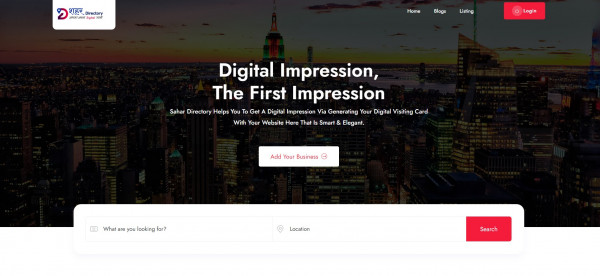 शहर Directory
Home
Blogs
Listing
Login
Digital Impression,
The First Impression
Sahar Directory Helps You To Get A Digital Impression Via Generating Your Digital Visiting Card
With Your Website Here That Is Smart & Elegant.
Add Your Business
What are you looking for?
Location
Search